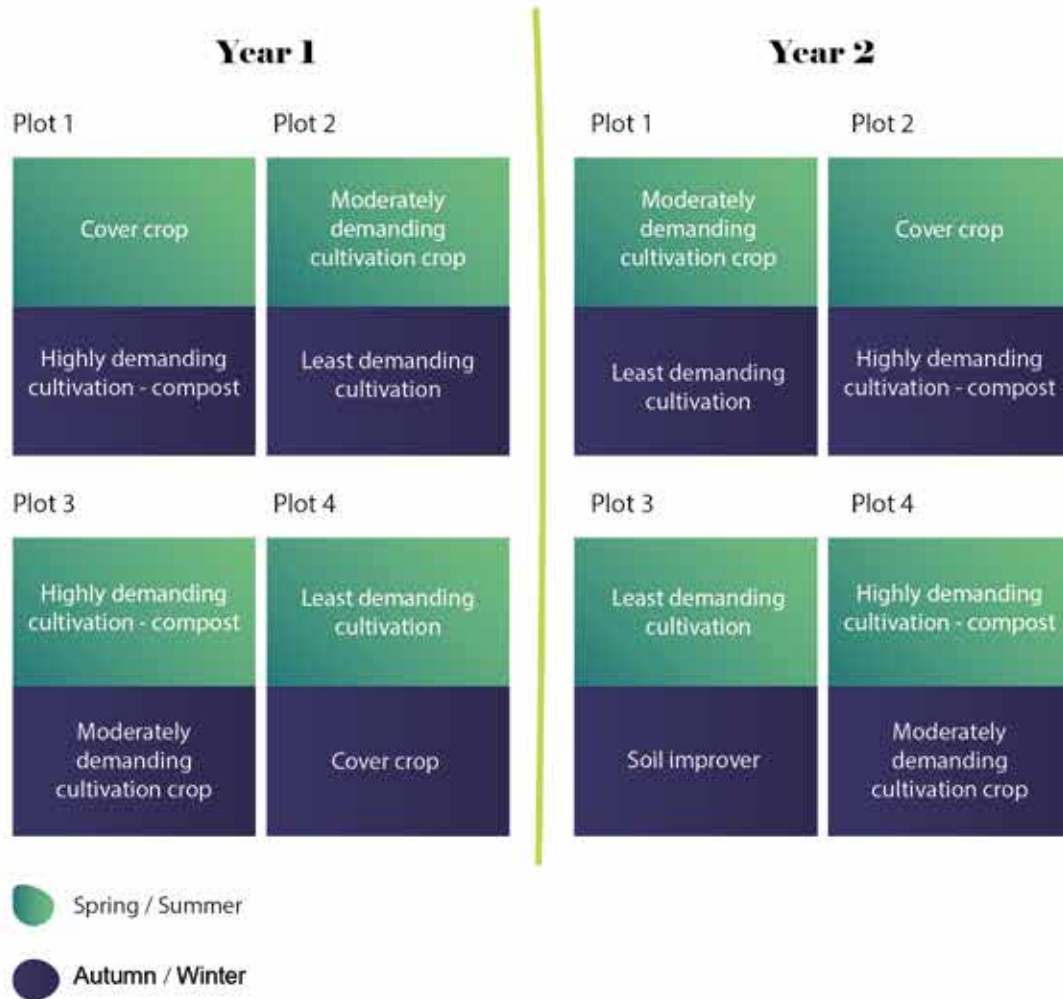 Year 1
Plot 1
Plot 2
Cover crop
Moderately
demanding
cultivation crop
Highly demanding
cultivation - compost
Least demanding
cultivation
Plot 3
Plot 4
Highly demanding
cultivation - compost
Least demanding
cultivation
Moderately
demanding
cultivation crop
Cover crop
Year 2
Plot 1
Plot 2
Moderately
demanding
cultivation crop
Cover crop
Least demanding
cultivation
Highly demanding
cultivation - compost
Plot 3
Plot 4
Least demanding
cultivation
Highly demanding
cultivation - compost
Soil improver
Moderately
demanding
cultivation crop
Spring / Summer
Autumn / Winter